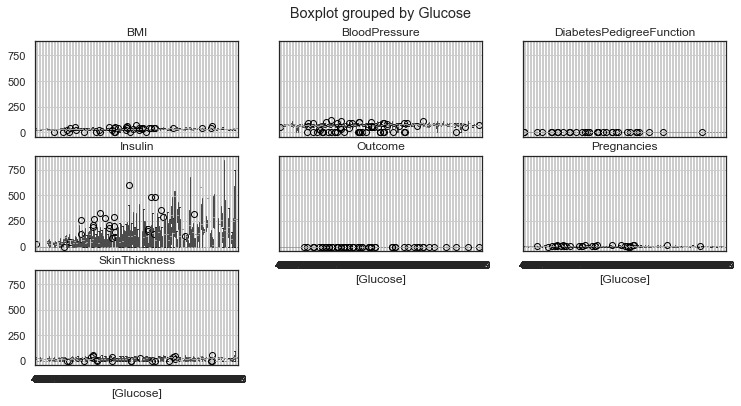 Boxplot grouped by Glucose
BMI
BloodPressure
DiabetesPedigreeFunction
750
500
250
0
Insulin
Outcome
Pregnancies
750
500
250
0
SkinThickness
[Glucose]
[Glucose]
750
500
250
0
[Glucose]